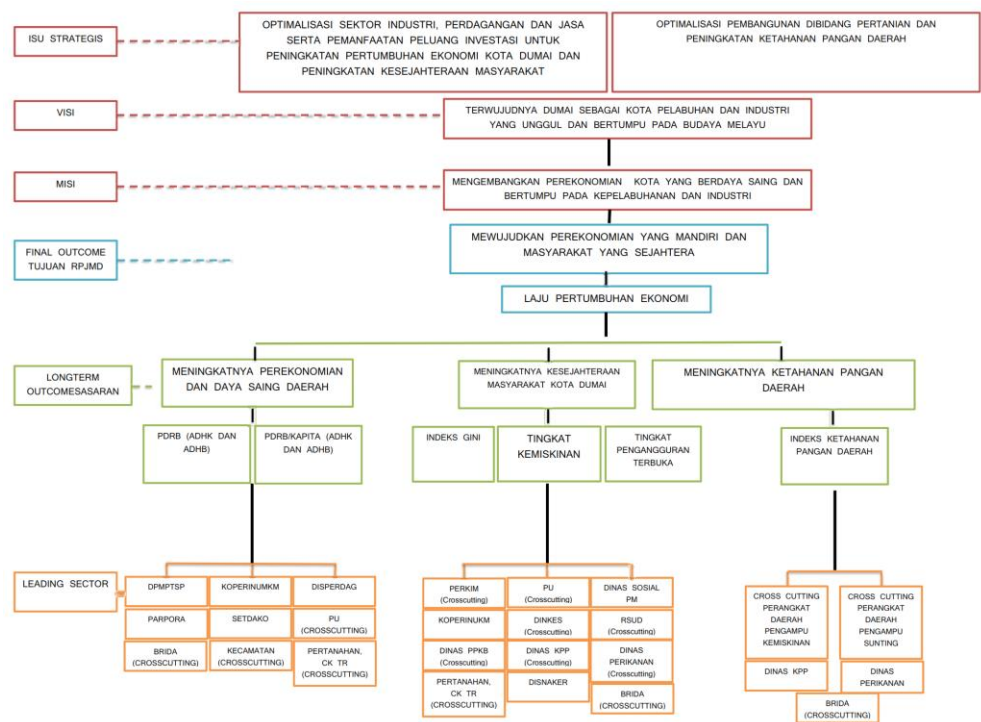 ISU STRATEGIS
OPTIMALISASI SEKTOR INDUSTRI, PERDAGANGAN DAN JASA
SERTA PEMANFAATAN PELUANG INVESTASI UNTUK
PENINGKATAN PERTUMBUHAN EKONOMI KOTA DUMAI DAN
PENINGKATAN KESEJAHTERAAN MASYARAKAT
OPTIMALISASI PEMBANGUNAN DIBIDANG PERTANIAN DAN
PENINGKATAN KETAHANAN PANGAN DAERAH
VISI
TERWUJUDNYA DUMAI SEBAGAI KOTA PELABUHAN DAN INDUSTRI
YANG UNGGUL DAN BERTUMPU PADA BUDAYA MELAYU
MISI
MENGEMBANGKAN PEREKONOMIAN KOTA YANG BERDAYA SAING DAN
BERTUMPU PADA KEPELABUHANAN DAN INDUSTRI
FINAL OUTCOME
TUJUAN RPJMD
MEWUJUDKAN PEREKONOMIAN YANG MANDIRI DAN
MASYARAKAT YANG SEJAHTERA
LAJU PERTUMBUHAN EKONOMI
LONGTERM
OUTCOMESASARAN
MENINGKATNYA PEREKONOMIAN
DAN DAYA SAING DAERAH
MENINGKATNYA KESEJAHTERAAN
MASYARAKAT KOTA DUMAI
MENINGKATNYA KETAHANAN PANGAN
DAERAH
PDRB (ADHK DAN
ADHB)
PDRB/KAPITA (ADHK
DAN ADHB)
INDEKS GINI
TINGKAT
KEMISKINAN
TINGKAT
PENGANGGURAN
TERBUKA
INDEKS KETAHANAN
PANGAN DAERAH
LEADING SECTOR
DPMPTSP
KOPERINUMKM
DISPERDAG
PARPORA
SETDAKO
PU
(CROSSCUTTING)
BRIDA
(CROSSCUTTING)
KECAMATAN
(CROSSCUTTING)
PERTANAHAN,
CK TR
(CROSSCUTTING)
PERKIM
(Crosscutting)
PU
(Crosscutting)
DINAS SOSIAL
PM
KOPERINUKM
DINKES
(Crosscutting)
RSUD
(Crosscutting)
DINAS PPKB
(Crosscutting)
DINAS KPP
(Crosscutting)
DINAS
PERIKANAN
(Crosscutting)
PERTANAHAN,
CK TR
(CROSSCUTTING)
DISNAKER
BRIDA
(CROSSCUTTING)
CROSS CUTTING
PERANGKAT
DAERAH
PENGAMPU
KEMISKINAN
CROSS CUTTING
PERANGKAT
DAERAH
PENGAMPU
SUNTING
DINAS KPP
DINAS
PERIKANAN
BRIDA
(CROSSCUTTING)